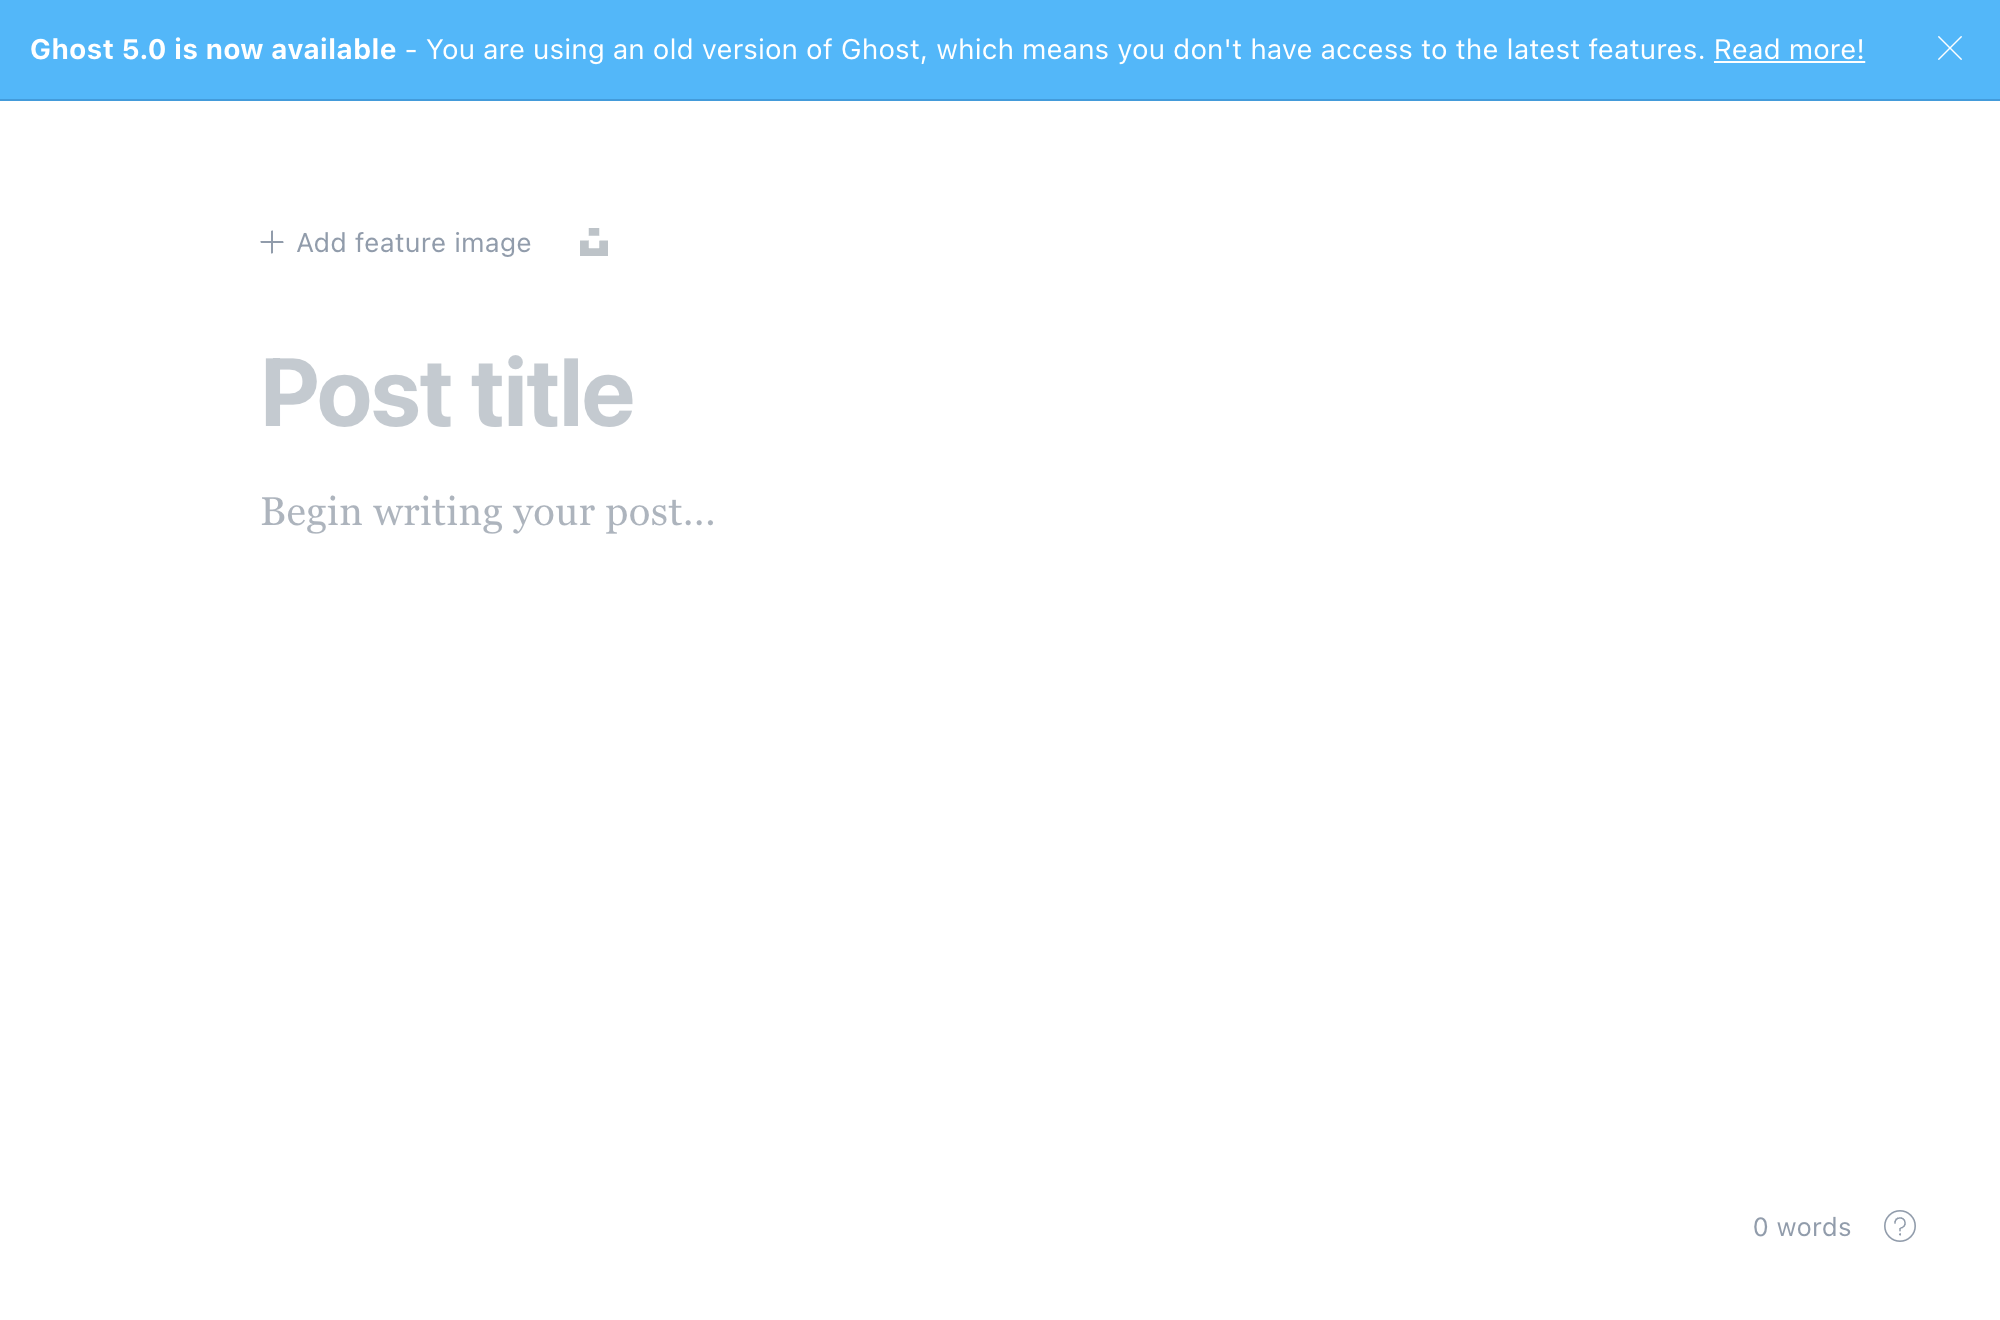 Ghost 5.0 is now available - You are using an old version of Ghost, which means you don't have access to the latest features. Read more!
+ Add feature image
Post title
Begin writing your post...
0 words
?